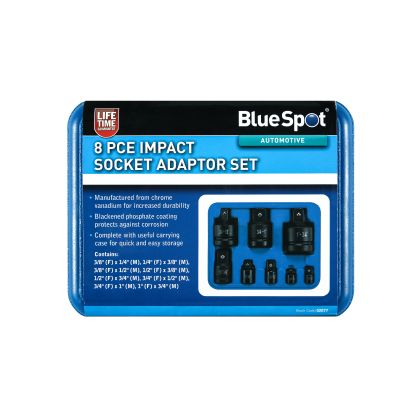 LIFE
TIME
GUARANTEE
BlueSpot
AUTOMOTIVE
8 PCE IMPACT
SOCKET ADAPTOR SET
• Manufactured from chrome
vanadium for increased durability
• Blackened phosphate coating
protects against corrosion
• Complete with useful carrying
case for quick and easy storage
Contains:
3/8" (F) x 1/4" (M), 1/4" (F) x 3/8" (M),
3/8" (F) x 1/2" (M), 1/2" (F) x 3/8" (M),
1/2" (F) x 3/4" (M), 3/4" (F) x 1/2" (M),
3/4" (F) x 1" (M), 1" (F) x 3/4" (M)